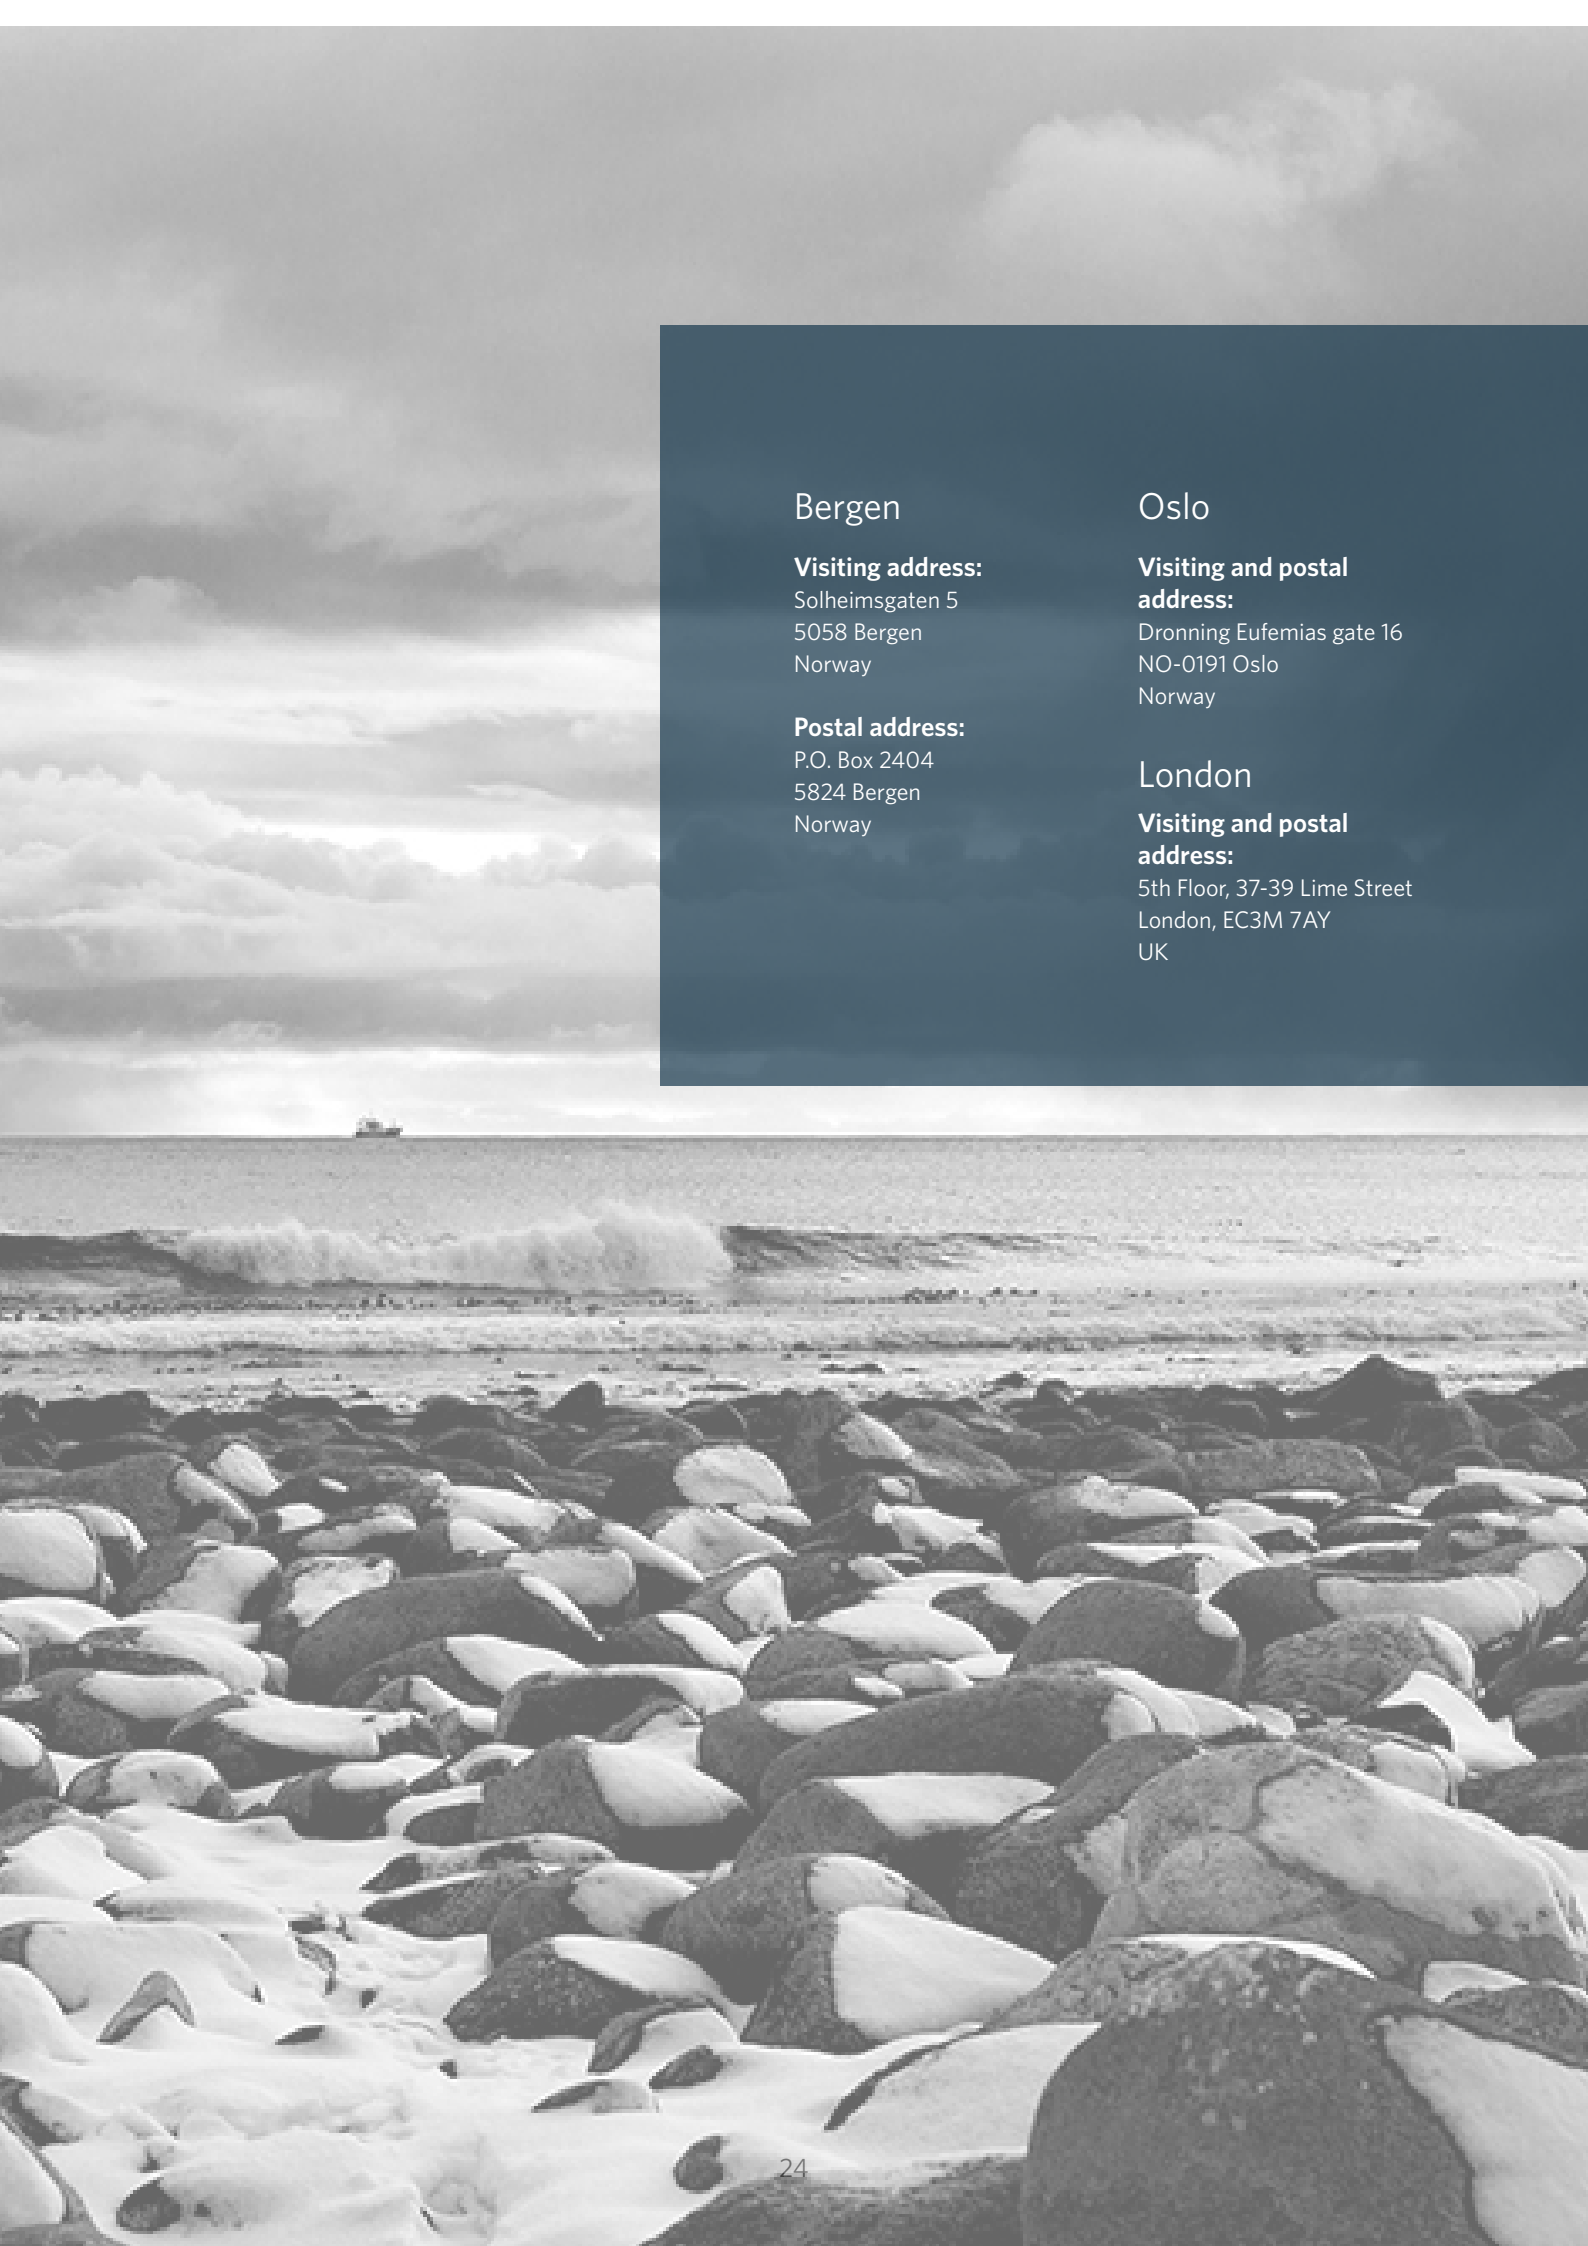 Bergen
Visiting address:
Solheimsgaten 5
5058 Bergen
Norway
Postal address:
P.O. Box 2404
5824 Bergen
Norway
Oslo
Visiting and postal
address:
Dronning Eufemias gate 16
NO-0191 Oslo
Norway
London
Visiting and postal
address:
5th Floor, 37-39 Lime Street
London, EC3M 7AY
UK
24